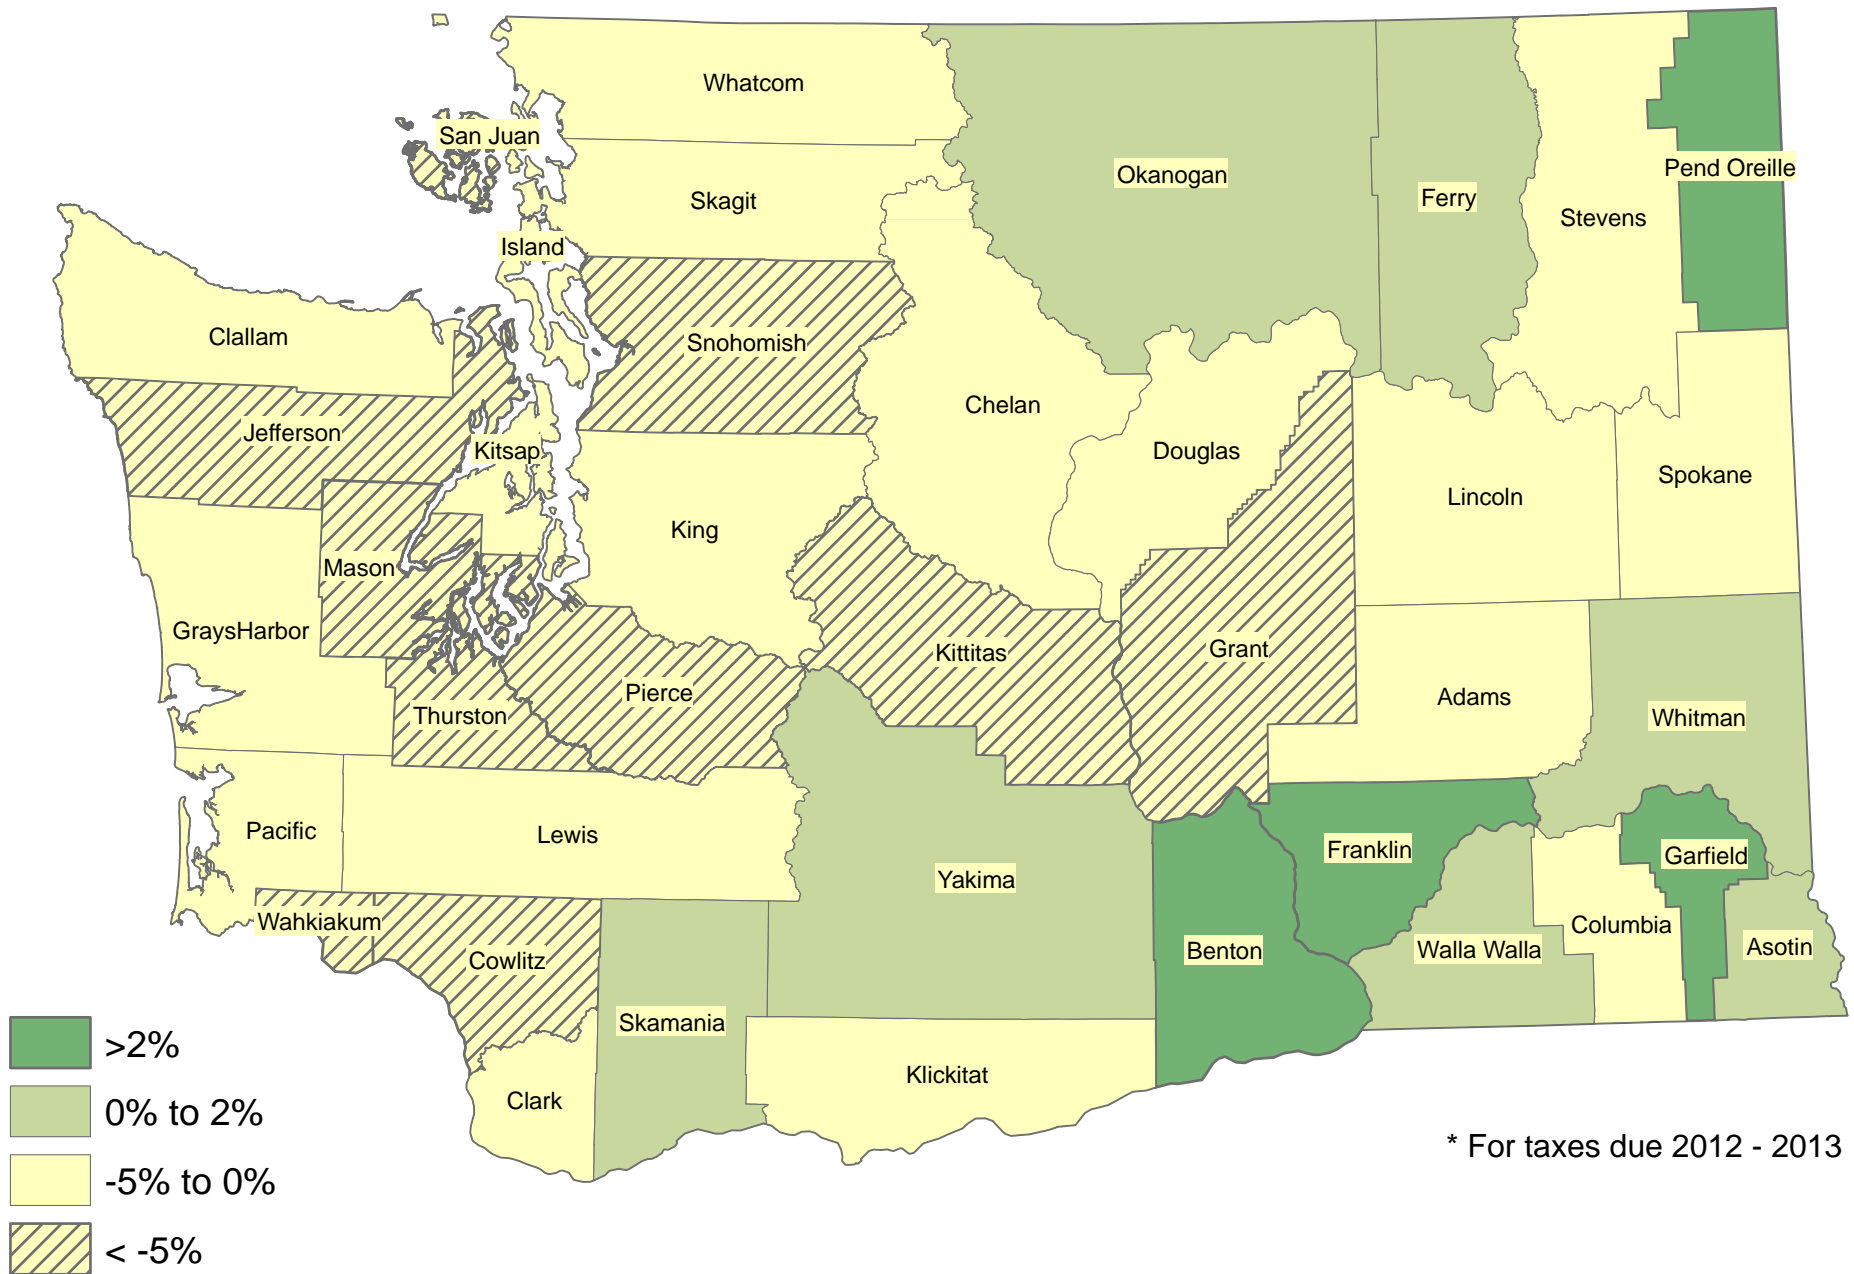 Whatcom
San Juan
Pend Oreille
Okanogan
Ferry
Skagit
Stevens
Island
Clallam
Snohomish
Chelan
Jefferson
Kitsap
Douglas
Spokane
Lincoln
King
Mason
GraysHarbor
Kittitas
Grant
Pierce
Adams
Thurston
Whitman
Pacific
Lewis
Franklin
Garfield
Yakima
Wahkiakum
Columbia
Asotin
Benton
Walla Walla
Cowlitz
Skamania
Klickitat
Clark
>2%
0% to 2%
-5% to 0%
< -5%
* For taxes due 2012 - 2013